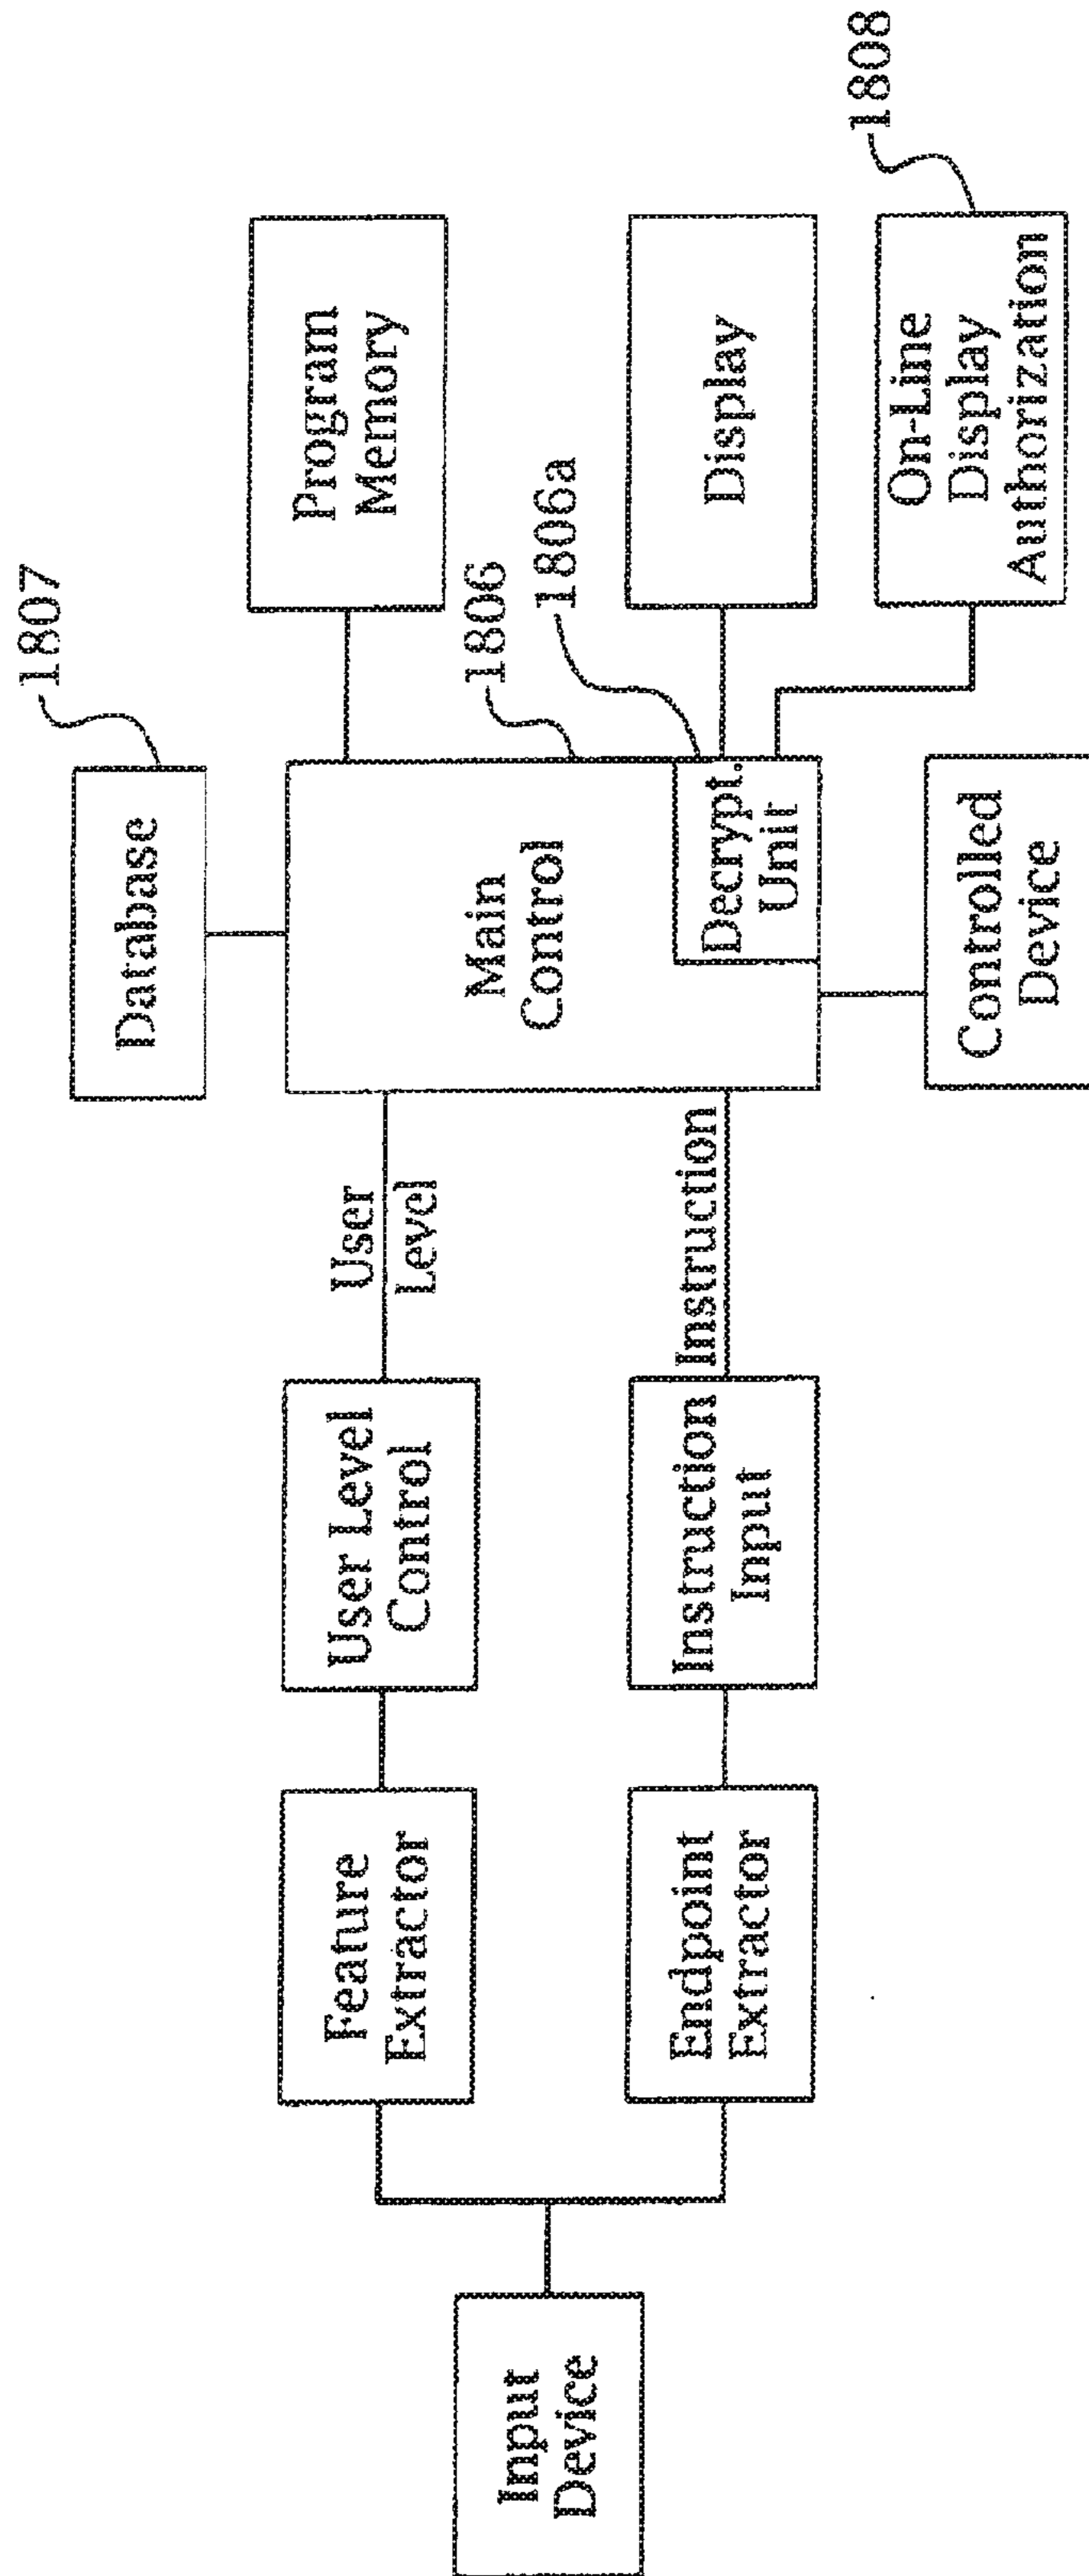 Input
Device
Feature
Extractor
Endpoint
Extractor
User Level
Control
Instruction
Input
User
Level
Instruction
Database
1807
Main
Control
1806
Decrypt.
Unit
1806a
Controlled
Device
Program
Memory
Display
On-Line
Display
Authorization
1808